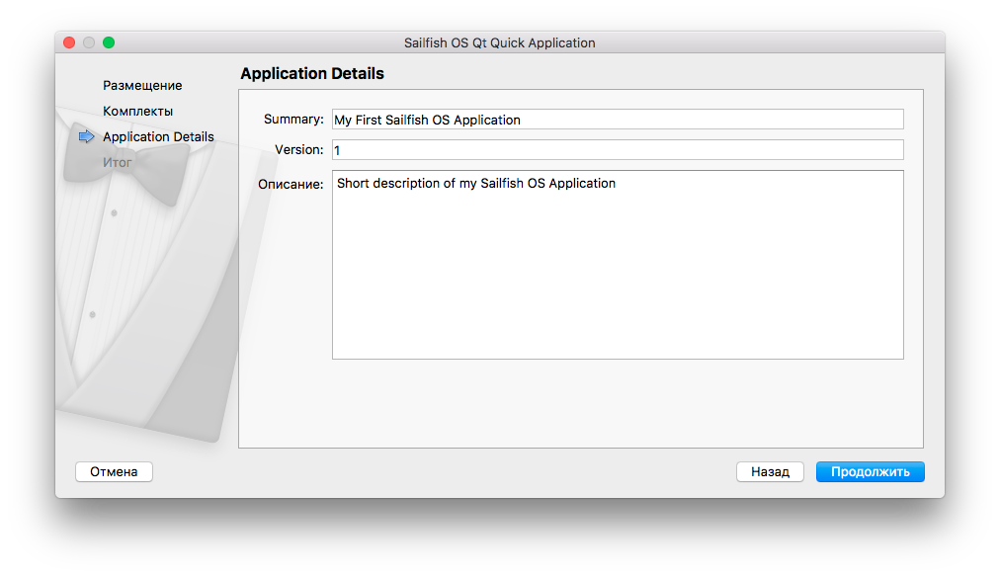 Sailfish OS Qt Quick Application
Размещение
Комплекты
Application Details
Итог
Application Details
Summary: My First Sailfish OS Application
Version: 1
Описание: Short description of my Sailfish OS Application
Отмена
Назад
Продолжить